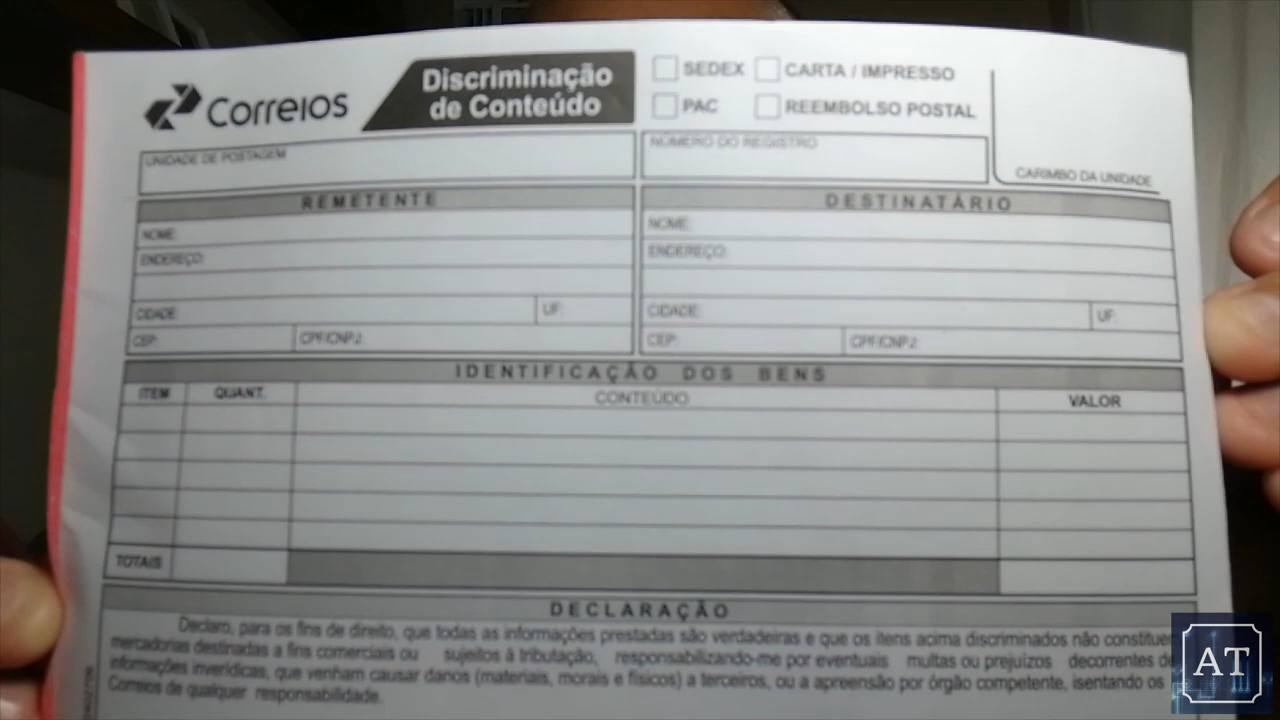 Correios
Discriminação
de Conteúdo
SEDEX CARTA / IMPRESSO
PAC REEMBOLSO POSTAL
CARIMBO DA UNIDADE
UNIDADE DE POSTAGEM
NÚMERO DO REGISTRO
REMETENTE
NOME:
ENDEREÇO:
CIDADE: UF:
CEP: CPF/CNPJ:
DESTINATÁRIO
NOME:
ENDEREÇO:
CIDADE: UF:
CEP: CPF/CNPJ:
IDENTIFICAÇÃO DOS BENS
ITEM QUANT. CONTEÚDO VALOR
TOTAIS
DECLARAÇÃO
Declaro, para os fins de direito, que todas as informações prestadas são verdadeiras e que os itens acima discriminados não constituem
mercadorias destinadas a fins comerciais ou sujeitos à tributação, responsabilizando-me por eventuais multas ou prejuízos decorrentes de
informações inverídicas, que venham causar danos (materiais, morais e físicos) a terceiros, ou a apreensão por órgão competente, isentando os
Correios de qualquer responsabilidade.
AT